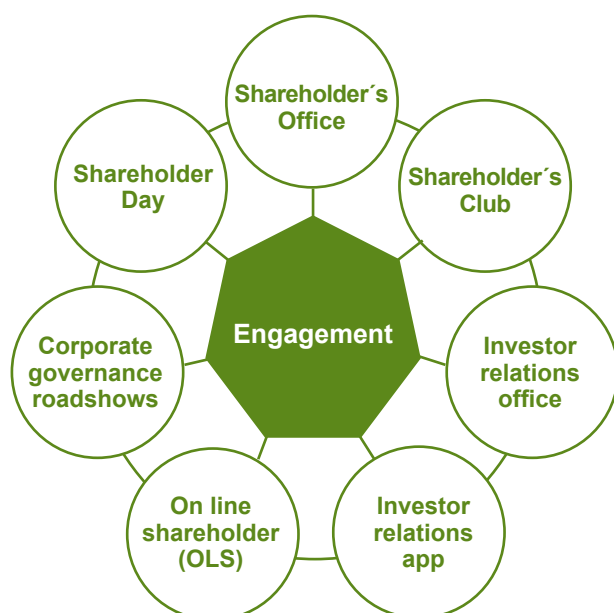 Shareholder´s
Office
Shareholder´s
Club
Investor
relations
office
Investor
relations
app
On line
shareholder
(OLS)
Corporate
governance
roadshows
Shareholder
Day
Engagement